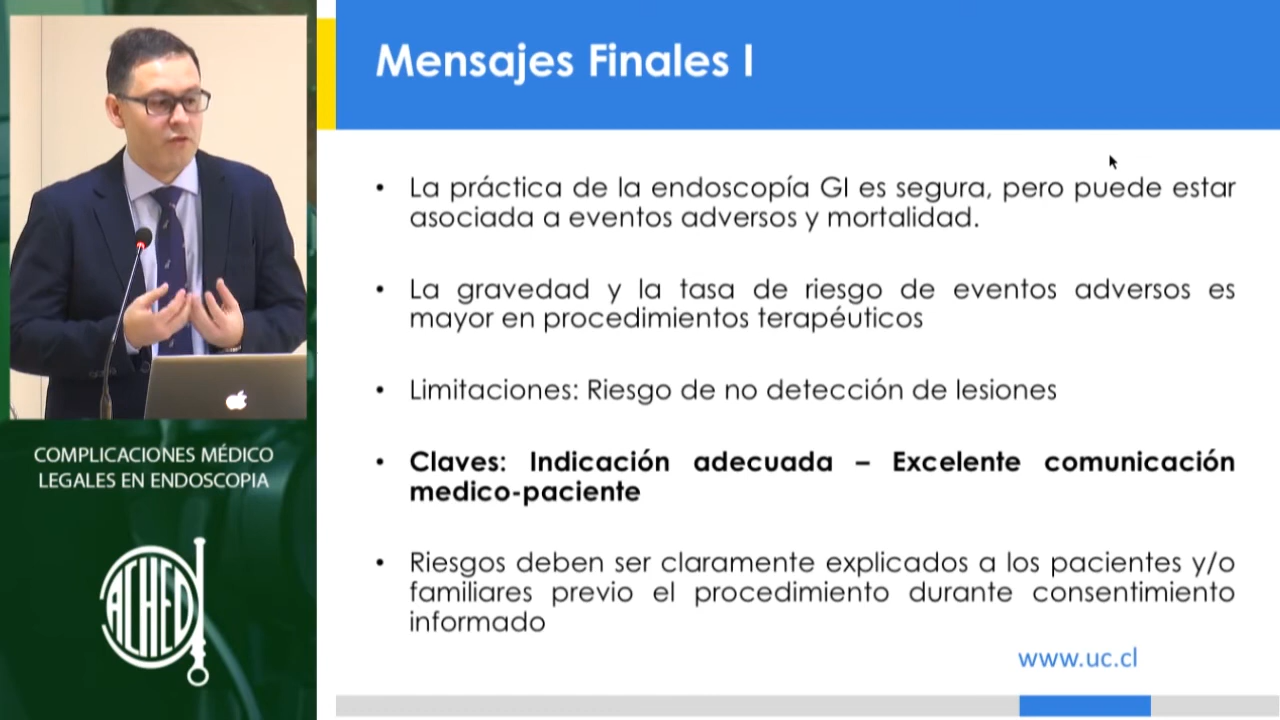 Mensajes Finales I
• La práctica de la endoscopía GI es segura, pero puede estar
asociada a eventos adversos y mortalidad.
• La gravedad y la tasa de riesgo de eventos adversos es
mayor en procedimientos terapéuticos
• Limitaciones: Riesgo de no detección de lesiones
• Claves: Indicación adecuada – Excelente comunicación
medico-paciente
• Riesgos deben ser claramente explicados a los pacientes y/o
familiares previo el procedimiento durante consentimiento
informado
www.uc.cl
COMPLICACIONES MÉDICO
LEGALES EN ENDOSCOPIA
ACHED